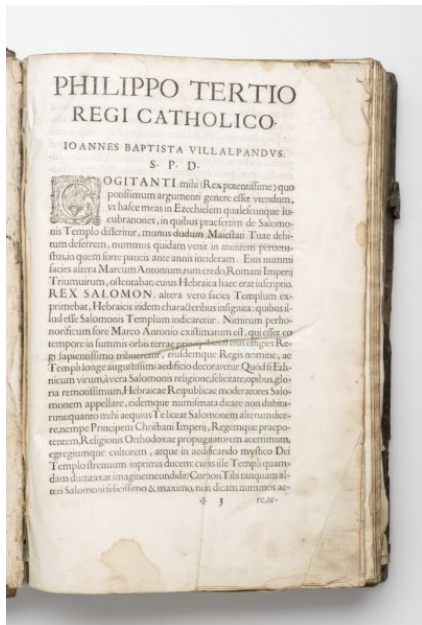 PHILIPPO TERTIO
REGI CATHOLICO.
IOANNES BAPTISTA VILLALPANDVS.
S. P. D.
COGITANTI mihi (Rex potentissime) quo
potissimum argumenti genere esset vtendum,
vt hasce meas in Ezechielem qualescunque lu-
cubrationes, in quibus praesertim de Salomo-
nis Templo disseritur, munus dudum Maiestati Tuae debi-
tum deferrem, nummus quidam venit in mentem peruetu-
stus, in quem forte paucis ante annis incideram. Eius nummi
facies altera Marcum Antonium, tum credo, Romani Imperij
Triumuirum, ostentabat: cuius Hebraica haec erat inscriptio.
REX SALOMON. altera vero facies Templum ex-
primebat, Hebraicis itidem characteribus insignita: quibus il-
lud esse Salomonis Templum indicaretur. Nimirum perho-
norificum fore Marco Antonio existimatum est, qui esset eo
tempore in summis orbis terrae principibus, si eius effigies Re-
gi sapientissimo tribueretur, eiusdemque Regis nomine, ac
Templi longe augustissimi aedificio decoraretur. Quod si Eth-
nicum virum, à vera Salomonis religione, felicitate, opibus, glo-
ria remotissimum, Hebraicae Reipublicae moderatores Salo-
monem appellare, eidemque numismata dicare non dubita-
runt: quanto mihi aequius Te liceat Salomonem alterum dice-
re, nempe Principem Christiani Imperij, Regemque praepo-
tentem, Religionis Orthodoxae propugnatorem acerrimum,
egregiumque cultorem, atque in aedificando mystico Dei
Templo strenuum inprimis ducem: cuius ille Templi quam-
dam dumtaxat imaginem condidit? Cur non Tibi tanquam al-
teri Salomoni felicissimo & maximo, non dicam nummos ae-
3 re, ar-